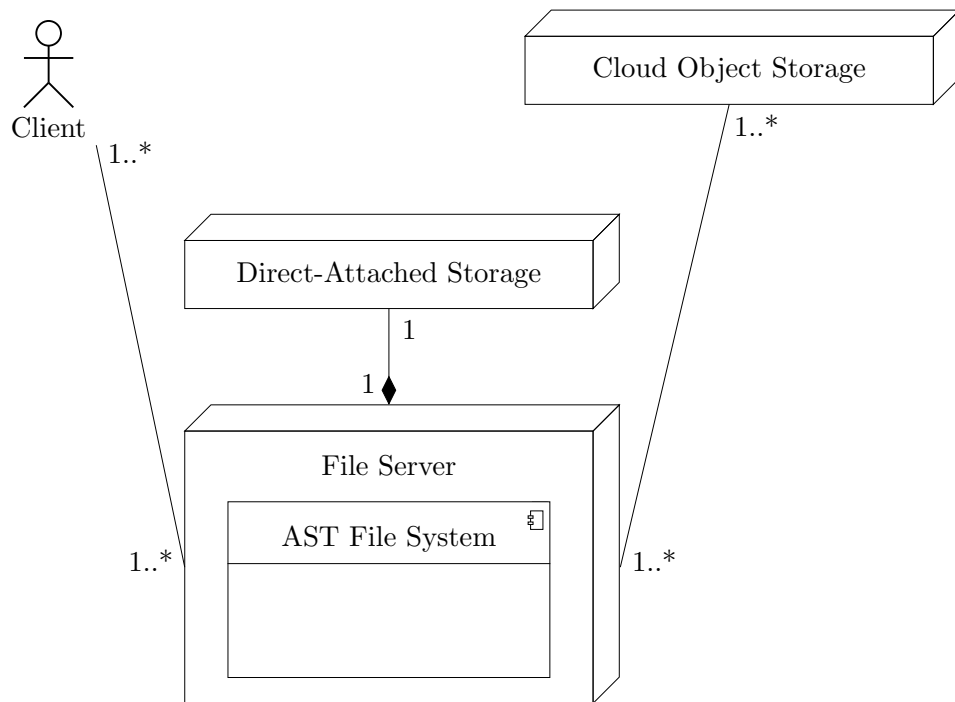 Cloud Object Storage
Client
1..*
1..*
Direct-Attached Storage
1
1
File Server
AST File System
1..*
1..*